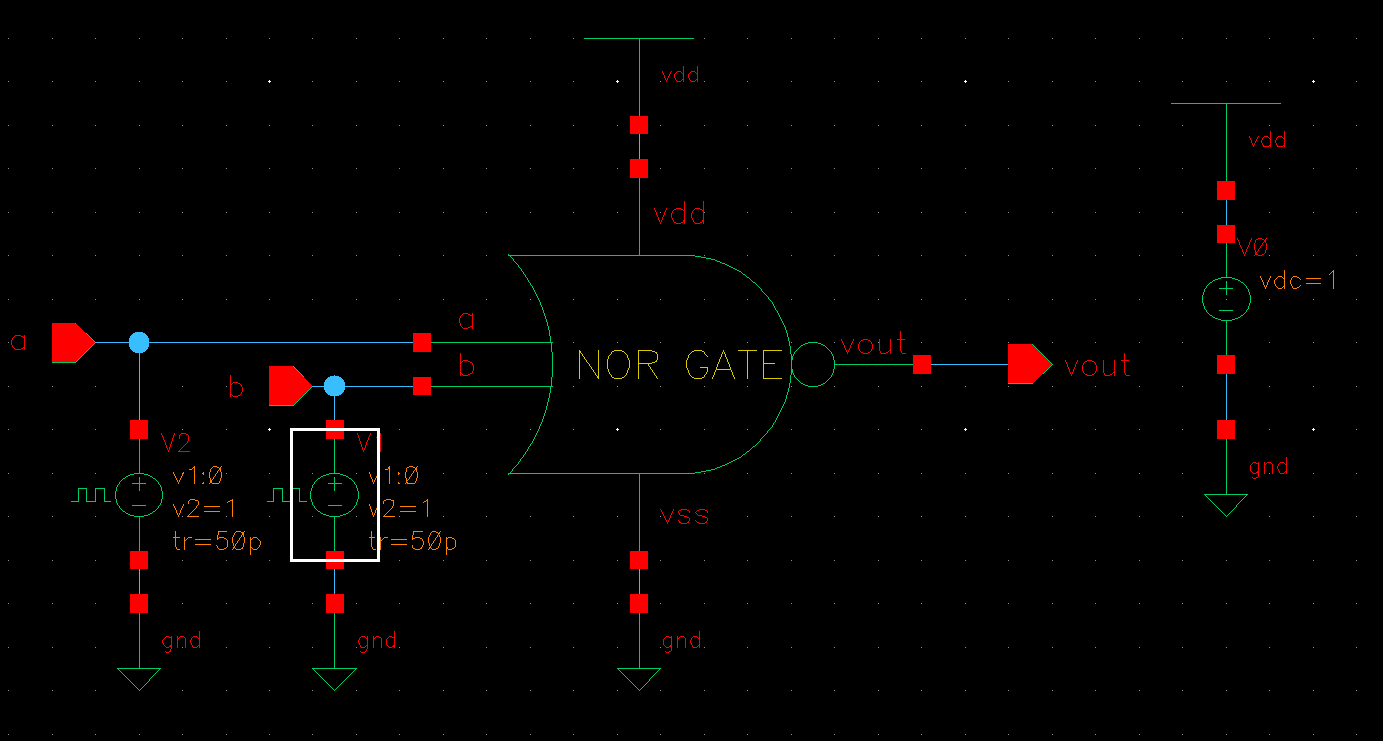 vdd
vdd
vdd
V0
vdc=1
a
a
b
b
NOR GATE
vout
vout
V2
v1:0
v2=1
tr=50p
V1
v1:0
v2=1
tr=50p
vss
gnd
gnd
gnd
gnd